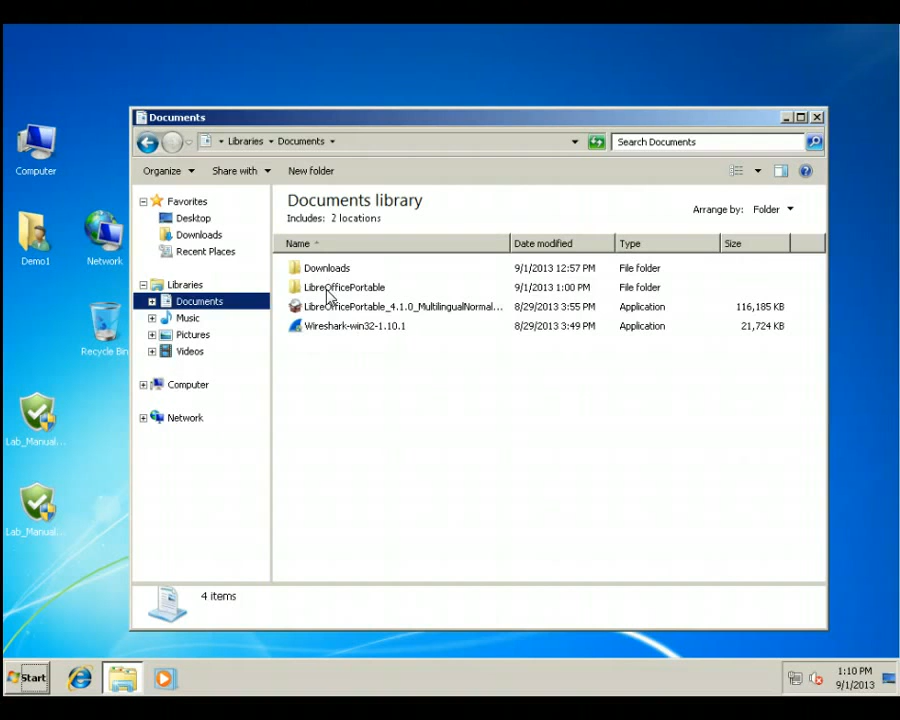 Computer
Demo1
Network
Recycle Bin
Lab_Manual...
Lab_Manual...
Documents
Libraries
Documents
Search Documents
Organize
Share with
New folder
Favorites
Desktop
Downloads
Recent Places
Libraries
Documents
Music
Pictures
Videos
Computer
Network
Documents library
Includes: 2 locations
Arrange by: Folder
Name Date modified Type Size
Downloads 9/1/2013 12:57 PM File folder
LibreOfficePortable 9/1/2013 1:00 PM File folder
LibreOfficePortable_4.1.0_MultilingualNormal... 8/29/2013 3:55 PM Application 116,185 KB
Wireshark-win32-1.10.1 8/29/2013 3:49 PM Application 21,724 KB
4 items
Start
1:10 PM
9/1/2013